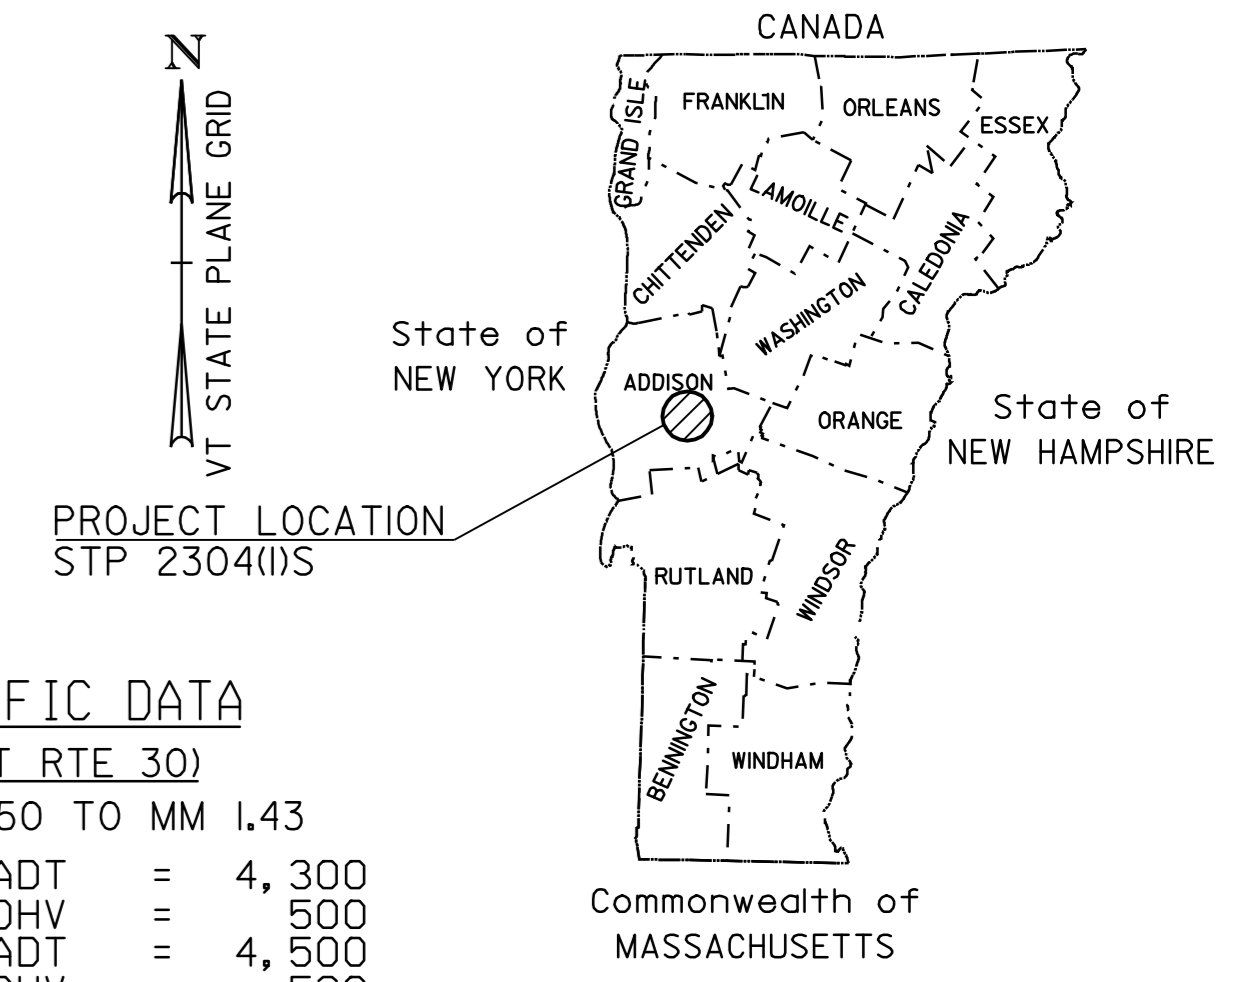 CANADA
N
VT STATE PLANE GRID
GRAND ISLE
FRANKLIN
ORLEANS
ESSEX
LAMOILLE
CHITTENDEN
CALEDONIA
WASHINGTON
State of
NEW YORK
ADDISON
ORANGE
State of
NEW HAMPSHIRE
PROJECT LOCATION
STP 2304(1)S
RUTLAND
WINDSOR
BENNINGTON
WINDHAM
Commonwealth of
MASSACHUSETTS
FIC DATA
T RTE 30)
50 TO MM 1.43
ADT = 4,300
DHV = 500
ADT = 4,500